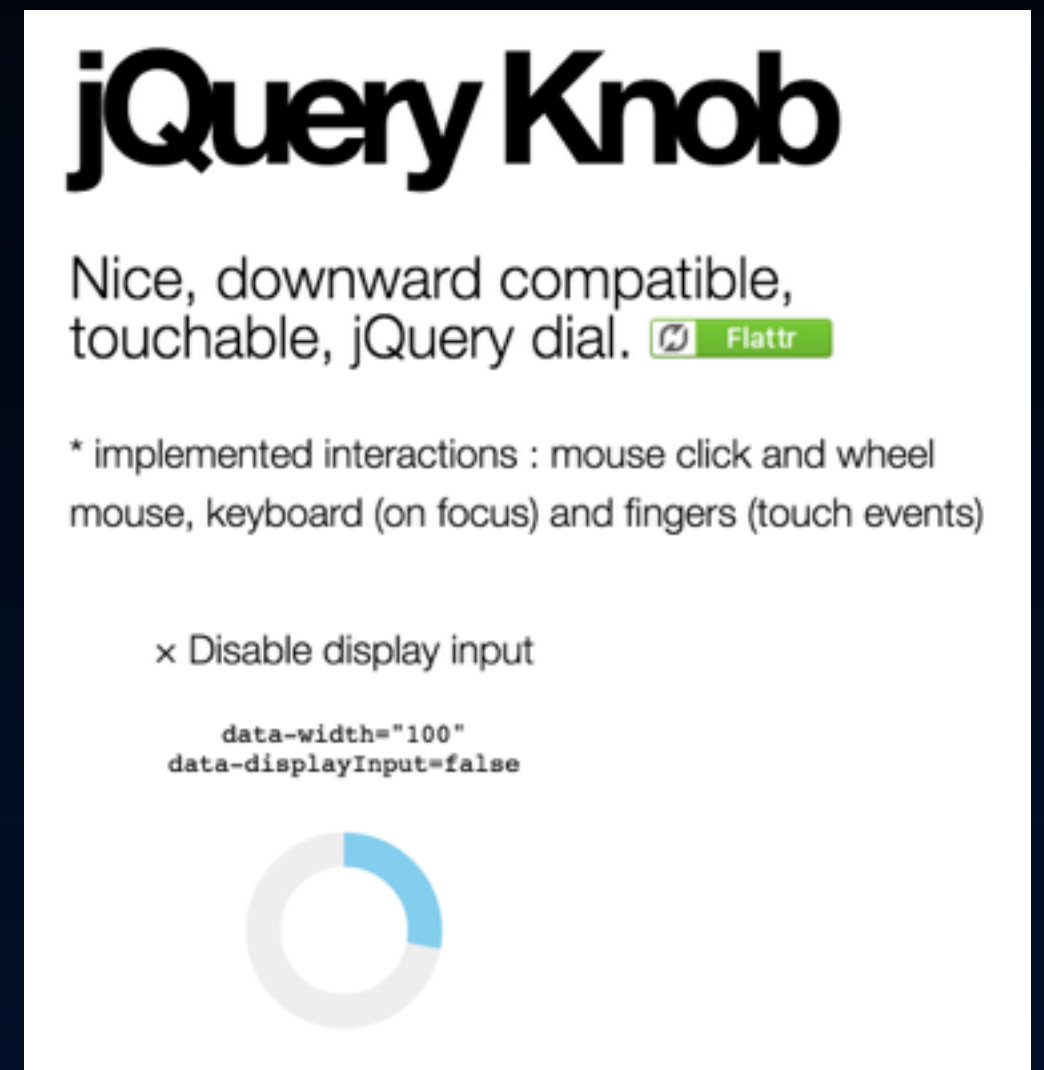 jQuery Knob
Nice, downward compatible,
touchable, jQuery dial. Flattr
* implemented interactions : mouse click and wheel
mouse, keyboard (on focus) and fingers (touch events)
× Disable display input
data-width="100"
data-displayInput=false